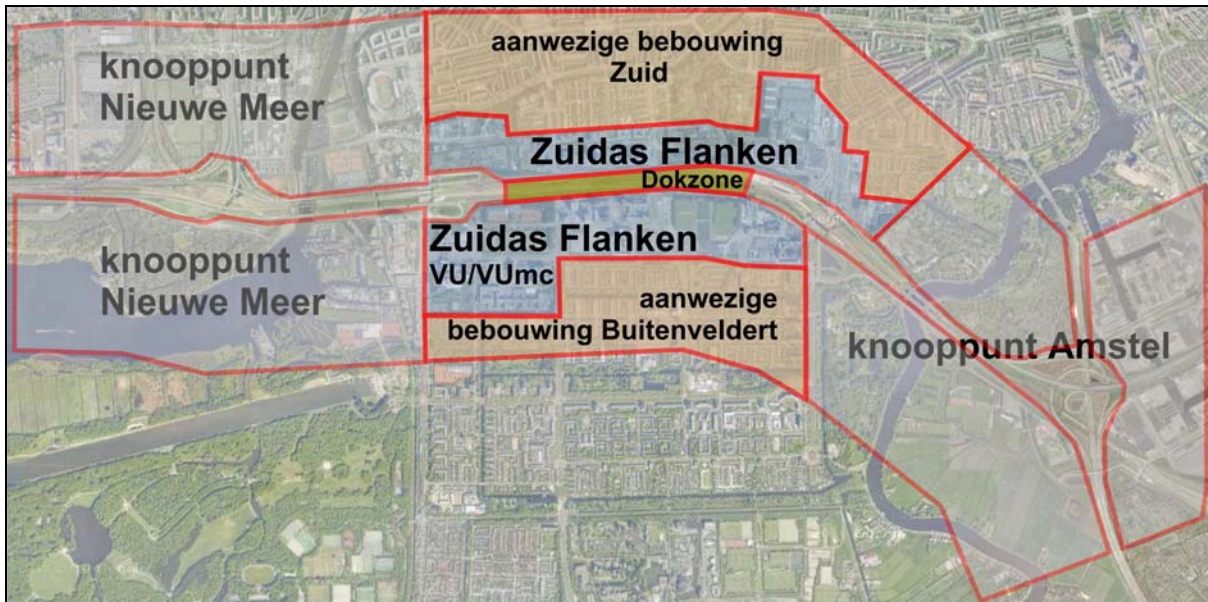 knooppunt
Nieuwe Meer
aanwezige bebouwing
Zuid
Zuidas Flanken
Dokzone
Zuidas Flanken
VU/VUmc
knooppunt
Nieuwe Meer
aanwezige
bebouwing Buitenveldert
knooppunt Amstel